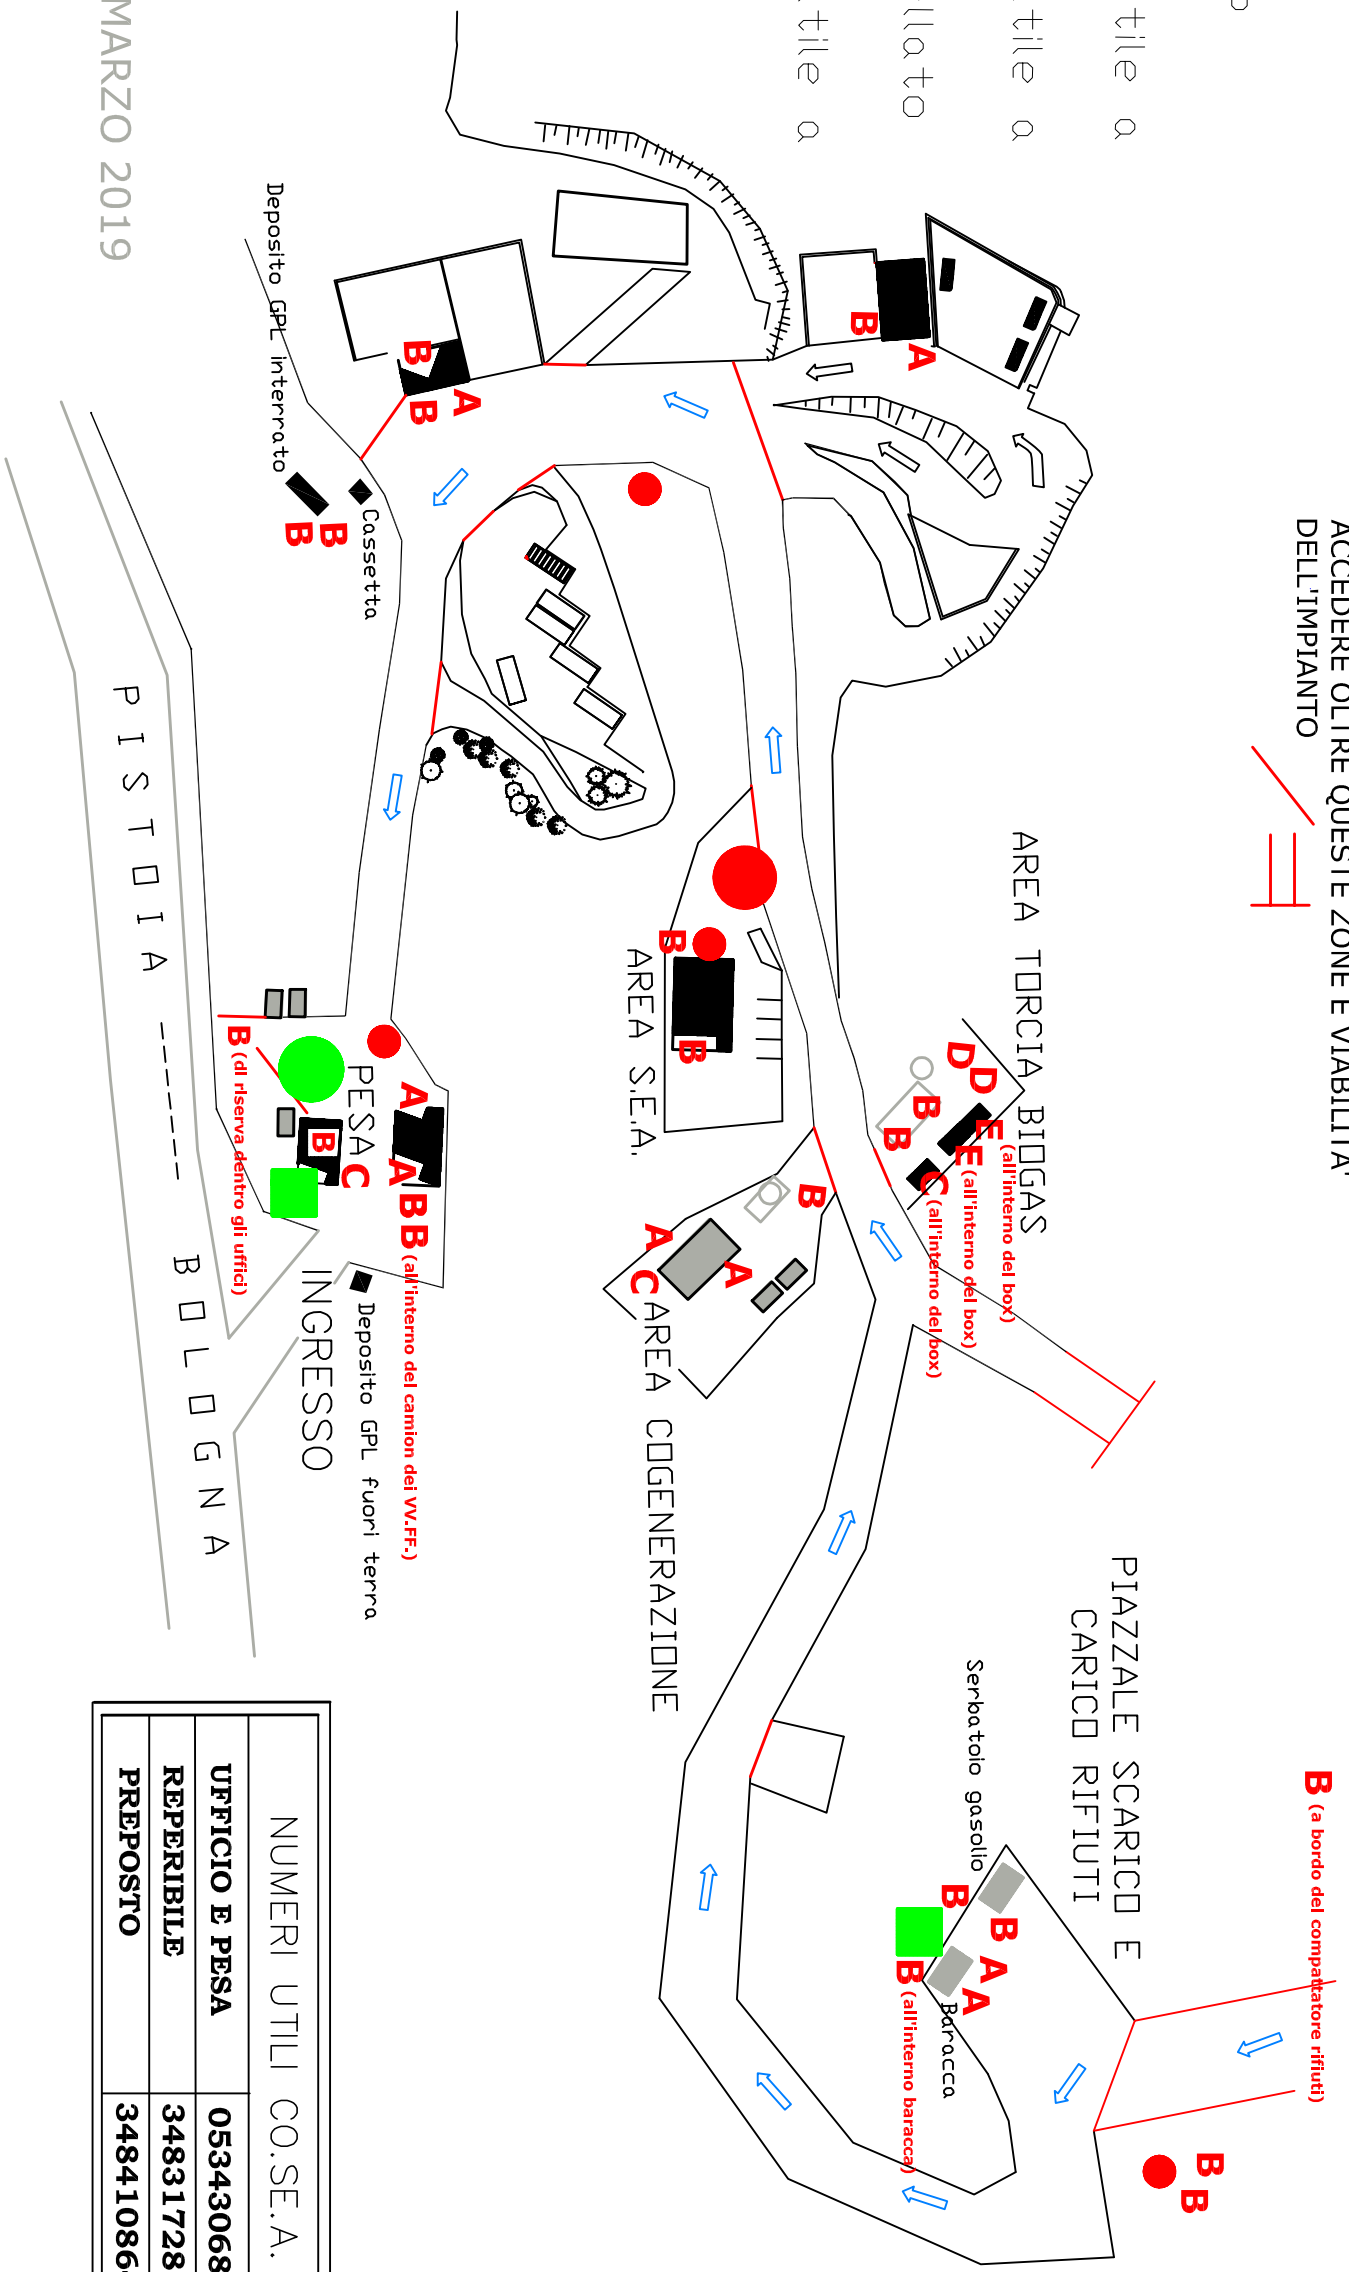 tile a
tile a
llato
tile a
ACCEDERE OLTRE QUESTE ZONE E VIABILITA'
DELL'IMPIANTO
B (a bordo del compattatore rifiuti)
B
B
PIAZZALE SCARICO E
CARICO RIFIUTI
Serbatoio gasolio
B
B
A
A
B (all'interno baracca)
Baracca
AREA TORCIA BIOGAS
D
D
E (all'interno del box)
E (all'interno del box)
C (all'interno del box)
B
B
B
A
B
B
AREA S.E.A.
B
A
A
C
AREA COGENERAZIONE
B
A
B
Deposito GPL interrato
Cassetta
B
B
A
A
B B (all'interno del camion dei VV.FF.)
PESA
B
C
B (di riserva dentro gli uffici)
INGRESSO
Deposito GPL fuori terra
PISTOIA ------ BOLOGNA
MARZO 2019
NUMERI UTILI CO.SE.A.
UFFICIO E PESA 05343068
REPERIBILE 34831728
PREPOSTO 34841086